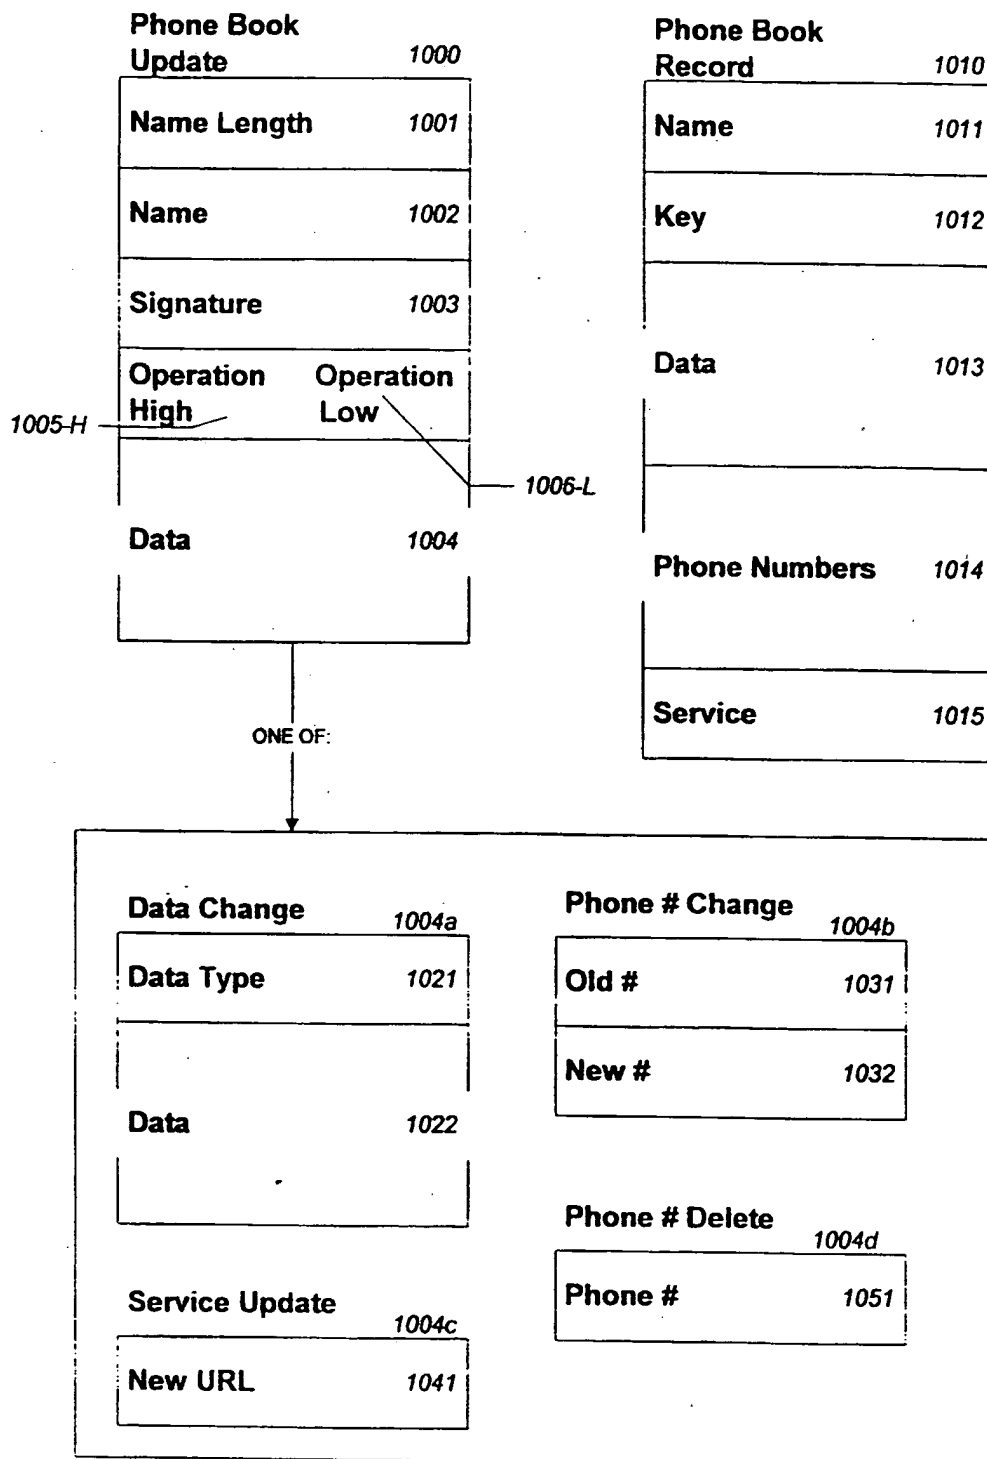 Phone Book
Update 1000
Name Length 1001
Name 1002
Signature 1003
Operation Operation
High Low
1005-H
1006-L
Data 1004
Phone Book
Record 1010
Name 1011
Key 1012
Data 1013
Phone Numbers 1014
Service 1015
ONE OF:
Data Change 1004a
Data Type 1021
Data 1022
Phone # Change 1004b
Old # 1031
New # 1032
Service Update 1004c
New URL 1041
Phone # Delete 1004d
Phone # 1051